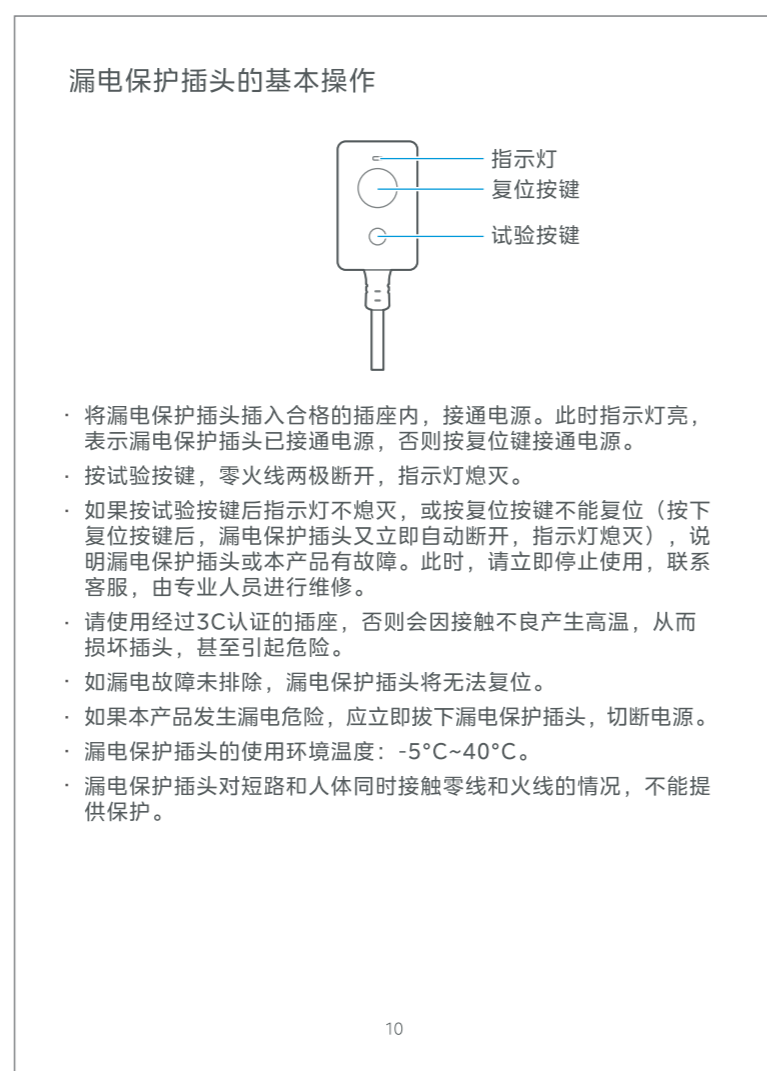 漏电保护插头的基本操作
指示灯
复位按键
试验按键
· 将漏电保护插头插入合格的插座内，接通电源。此时指示灯亮，
表示漏电保护插头已接通电源，否则按复位键接通电源。
· 按试验按键，零火线两极断开，指示灯熄灭。
· 如果按试验按键后指示灯不熄灭，或按复位按键不能复位（按下
复位按键后，漏电保护插头又立即自动断开，指示灯熄灭），说
明漏电保护插头或本产品有故障。此时，请立即停止使用，联系
客服，由专业人员进行维修。
· 请使用经过3C认证的插座，否则会因接触不良产生高温，从而
损坏插头，甚至引起危险。
· 如漏电故障未排除，漏电保护插头将无法复位。
· 如果本产品发生漏电危险，应立即拔下漏电保护插头，切断电源。
· 漏电保护插头的使用环境温度：-5°C~40°C。
· 漏电保护插头对短路和人体同时接触零线和火线的情况，不能提
供保护。
10